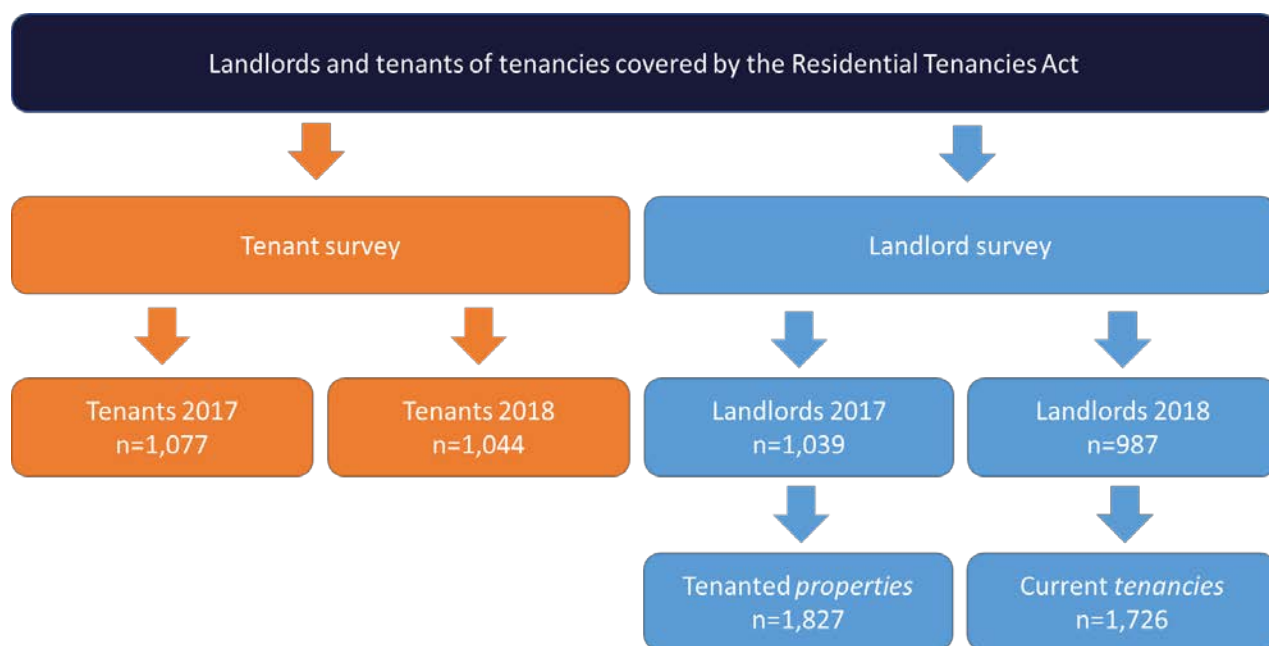 Landlords and tenants of tenancies covered by the Residential Tenancies Act
Tenant survey
Landlord survey
Tenants 2017
n=1,077
Tenants 2018
n=1,044
Landlords 2017
n=1,039
Landlords 2018
n=987
Tenanted properties
n=1,827
Current tenancies
n=1,726